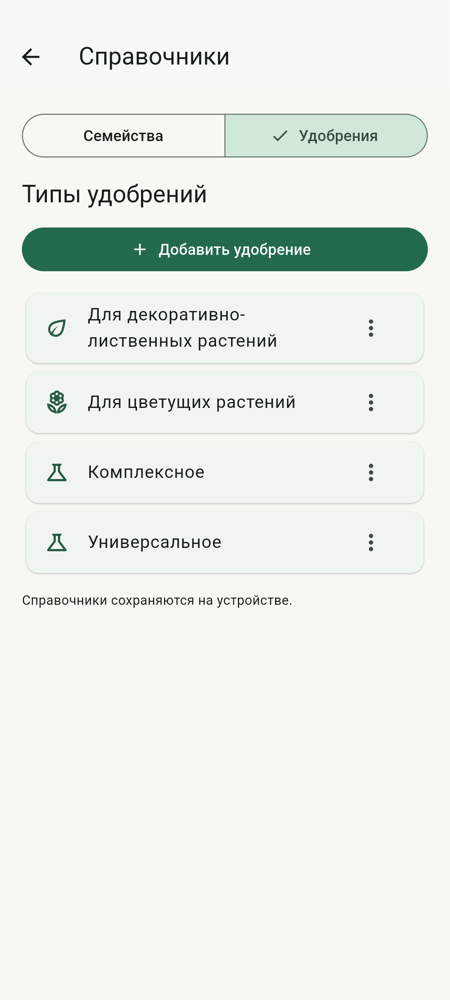 Справочники
Семейства
Удобрения
Типы удобрений
Добавить удобрение
Для декоративно-
лиственных растений
Для цветущих растений
Комплексное
Универсальное
Справочники сохраняются на устройстве.